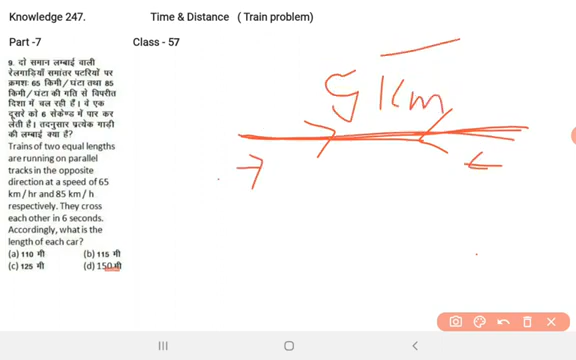 Knowledge 247. Time & Distance ( Train problem)
Part -7 Class - 57
9. दो समान लम्बाई वाली
रेलगाड़ियाँ समांतर पटरियों पर
क्रमशः 65 किमी/घंटा तथा 85
किमी/घंटा की गति से विपरीत
दिशा में चल रही हैं। वे एक
दूसरे को 6 सेकेण्ड में पार कर
लेती है। तदनुसार प्रत्येक गाड़ी
की लम्बाई क्या है?
Trains of two equal lengths
are running on parallel
tracks in the opposite
direction at a speed of 65
km/hr and 85 km/h
respectively. They cross
each other in 6 seconds.
Accordingly, what is the
length of each car?
(a) 110 मी (b) 115 मी
(c) 125 मी (d) 150 मी
Km